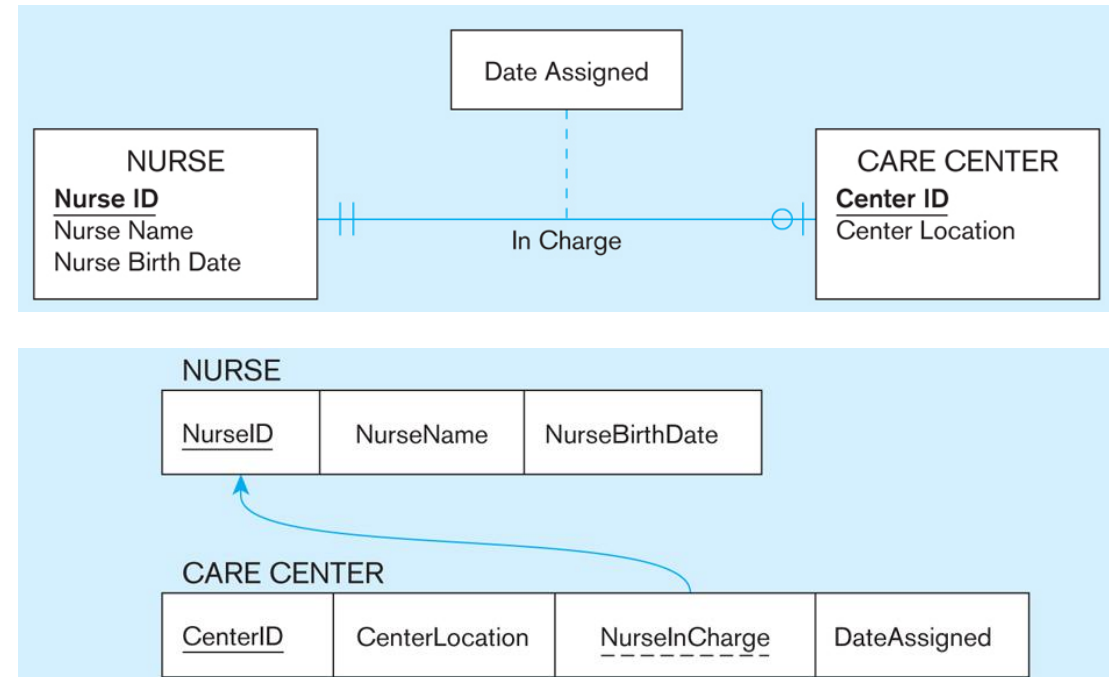 Date Assigned
NURSE
Nurse ID
Nurse Name
Nurse Birth Date
In Charge
CARE CENTER
Center ID
Center Location
NURSE
NurseID NurseName NurseBirthDate
CARE CENTER
CenterID CenterLocation NurseInCharge DateAssigned